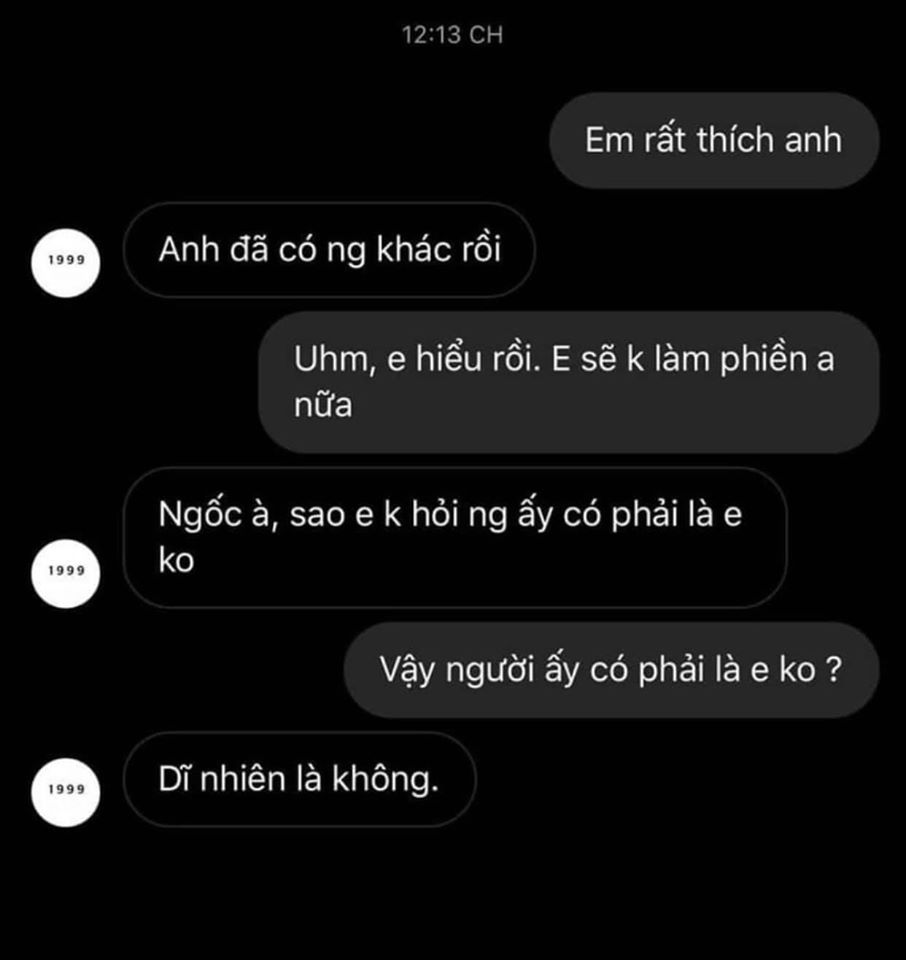 12:13 CH
Em rất thích anh
1999
Anh đã có ng khác rồi
Uhm, e hiểu rồi. E sẽ k làm phiền a
nữa
Ngốc à, sao e k hỏi ng ấy có phải là e
ko
1999
Vậy người ấy có phải là e ko ?
1999
Dĩ nhiên là không.